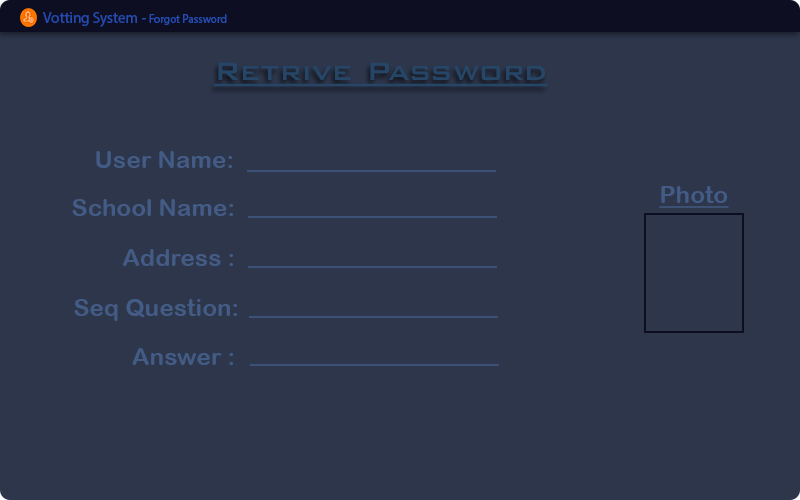 Votting System - Forgot Password
Retrive Password
User Name:
School Name:
Photo
Address :
Seq Question:
Answer :